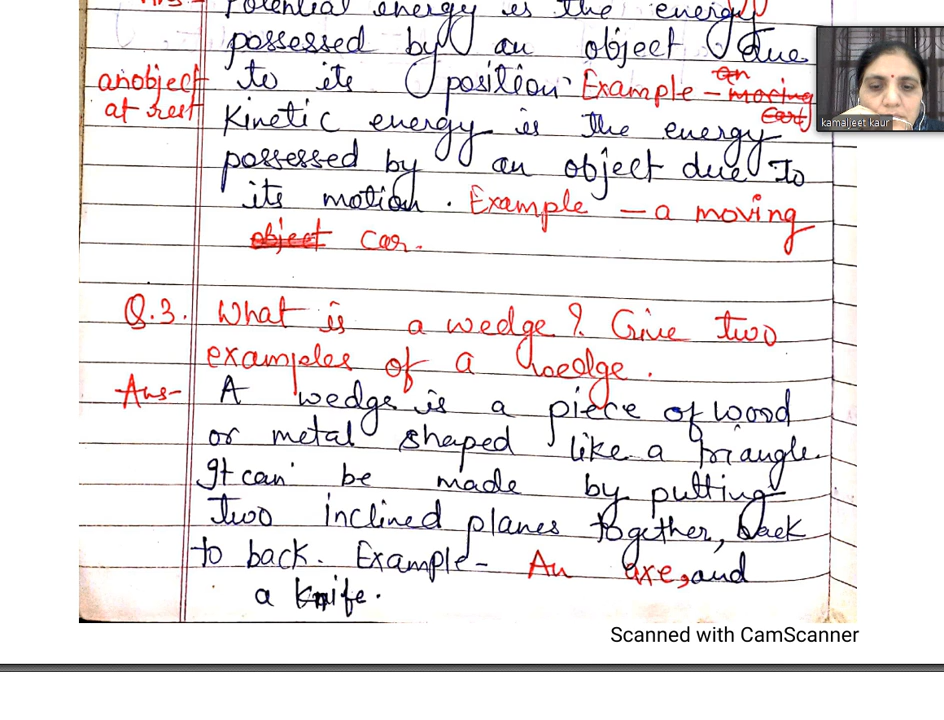 Ans- Potential energy is the energy
possessed by an object due
an object to its position Example - an moving
at rest cart
Kinetic energy is the energy
possessed by an object due to
its motion. Example - a moving
object car.
Q.3. What is a wedge? Give two
examples of a wedge.
Ans- A wedge is a piece of wood
or metal shaped like a triangle.
It can be made by putting
two inclined planes together, back
to back. Example- An axe, and
a knife.
kamaljeet kaur
Scanned with CamScanner